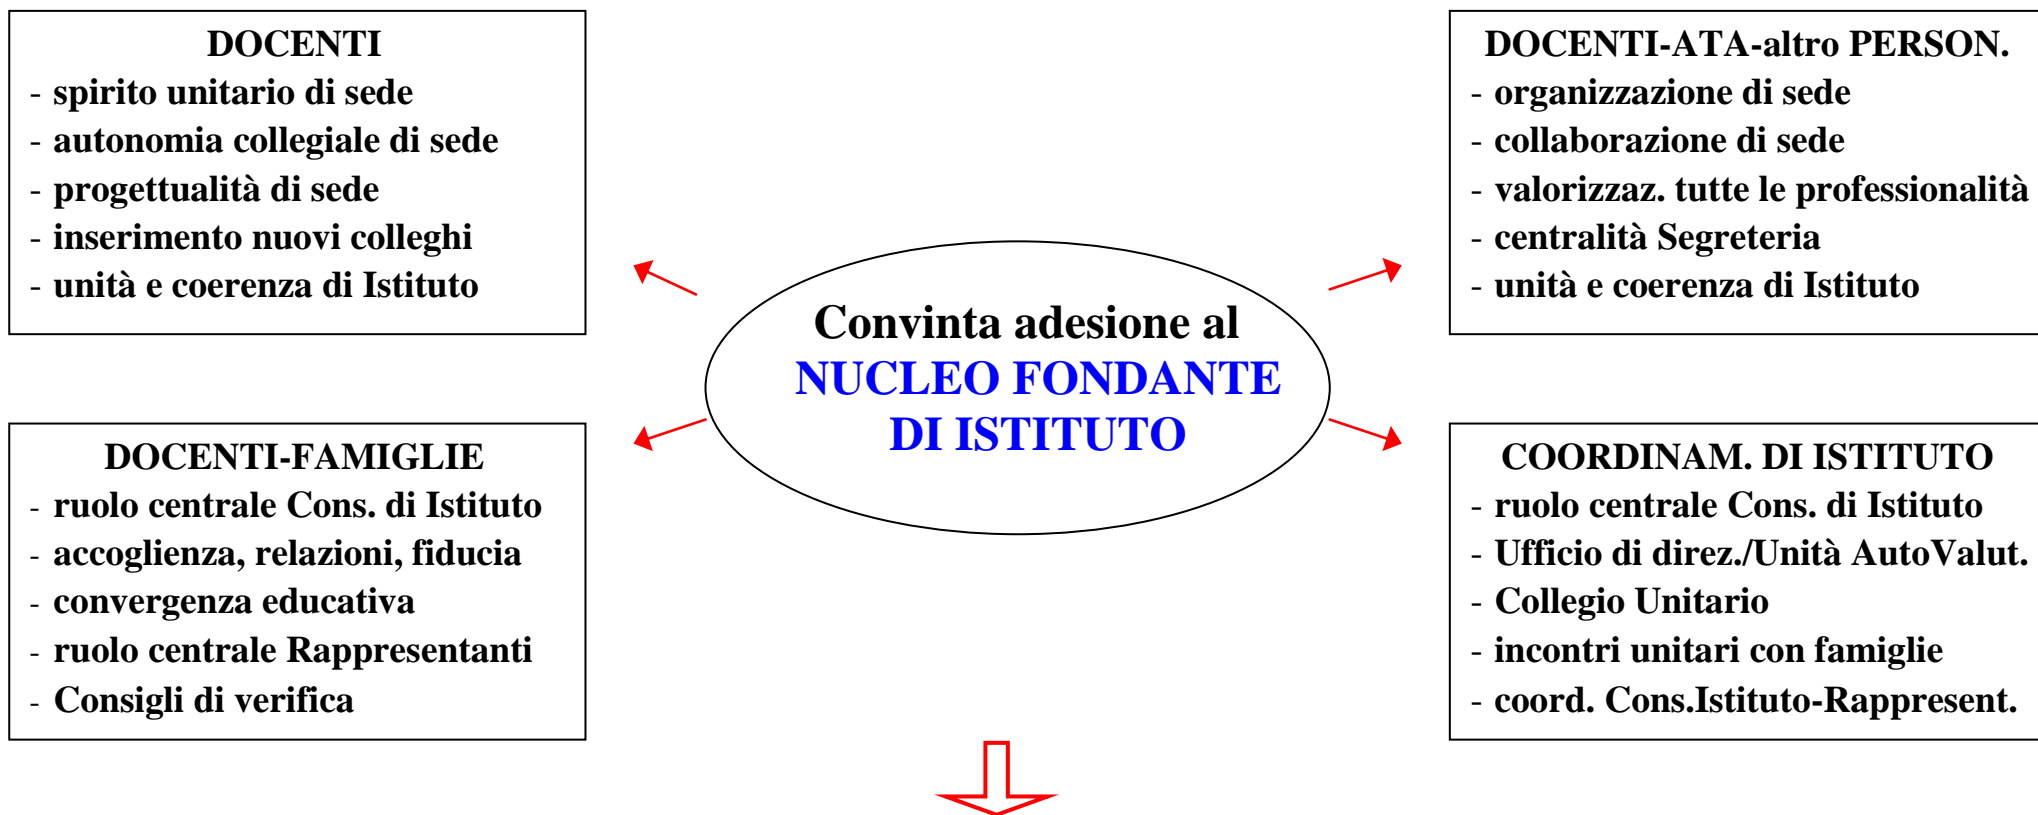 DOCENTI
- spirito unitario di sede
- autonomia collegiale di sede
- progettualità di sede
- inserimento nuovi colleghi
- unità e coerenza di Istituto
DOCENTI-ATA-altro PERSON.
- organizzazione di sede
- collaborazione di sede
- valorizzaz. tutte le professionalità
- centralità Segreteria
- unità e coerenza di Istituto
Convinta adesione al
NUCLEO FONDANTE
DI ISTITUTO
DOCENTI-FAMIGLIE
- ruolo centrale Cons. di Istituto
- accoglienza, relazioni, fiducia
- convergenza educativa
- ruolo centrale Rappresentanti
- Consigli di verifica
COORDINAM. DI ISTITUTO
- ruolo centrale Cons. di Istituto
- Ufficio di direz./Unità AutoValut.
- Collegio Unitario
- incontri unitari con famiglie
- coord. Cons.Istituto-Rappresent.